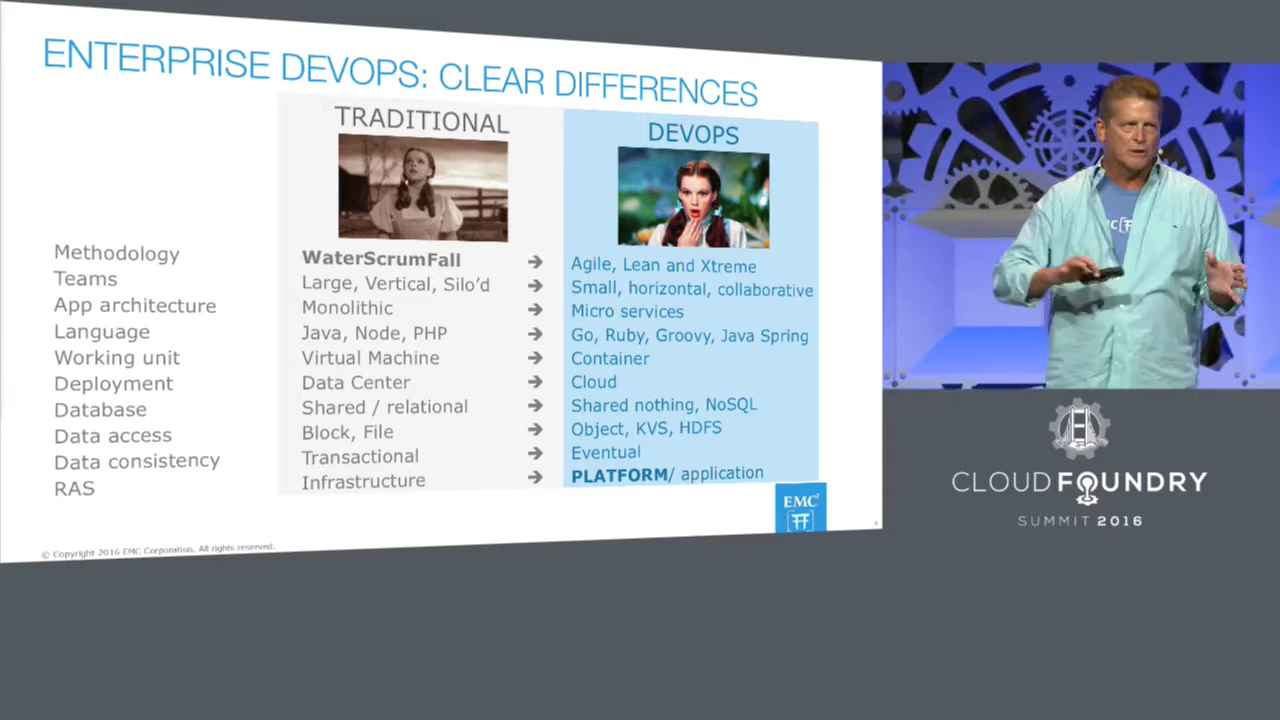 ENTERPRISE DEVOPS: CLEAR DIFFERENCES
TRADITIONAL DEVOPS
Methodology WaterScrumFall → Agile, Lean and Xtreme
Teams Large, Vertical, Silo'd → Small, horizontal, collaborative
App architecture Monolithic → Micro services
Language Java, Node, PHP → Go, Ruby, Groovy, Java Spring
Working unit Virtual Machine → Container
Deployment Data Center → Cloud
Database Shared / relational → Shared nothing, NoSQL
Data access Block, File → Object, KVS, HDFS
Data consistency Transactional → Eventual
RAS Infrastructure → PLATFORM/ application
EMC²
© Copyright 2016 EMC Corporation. All rights reserved.
EMC
CLOUD FOUNDRY
SUMMIT 2016